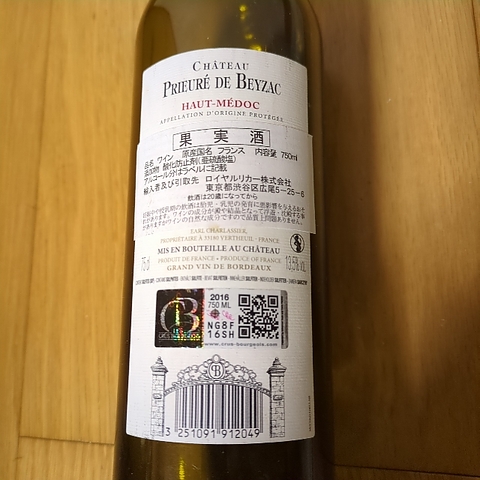 CHÂTEAU
PRIEURÉ DE BEYZAC
HAUT-MÉDOC
APPELLATION D'ORIGINE PROTÉGÉE
果実酒
品名 ワイン 原産国名 フランス 内容量 750ml
添加物 酸化防止剤(亜硫酸塩)
アルコール分はラベルに記載
輸入者及び引取先 ロイヤルリカー株式会社
東京都渋谷区広尾5-25-6
飲酒は20歳になってから
EARL CHARLASSIER,
PROPRIÉTAIRE À 33180 VERTHEUIL - FRANCE
MIS EN BOUTEILLE AU CHÂTEAU
PRODUIT DE FRANCE - PRODUCE OF FRANCE
GRAND VIN DE BORDEAUX
75cl
13,5% vol.
CB
2016
750 ML
NG8F
16SH
www.crus-bourgeois.com
PB
3 251091 912049